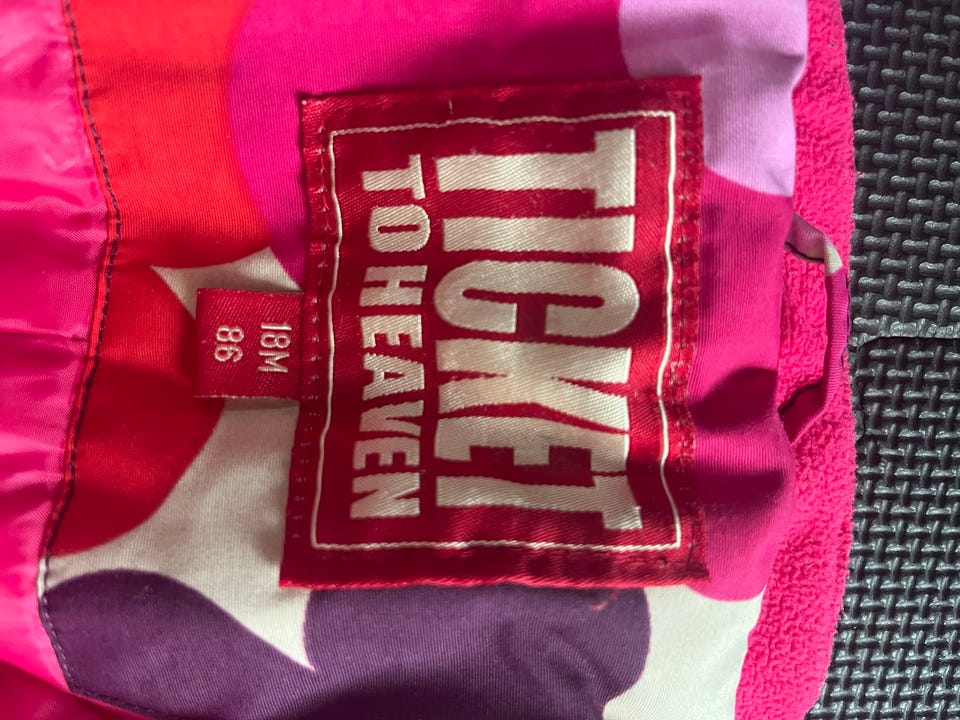 TICKET
TO HEAVEN
18M
86